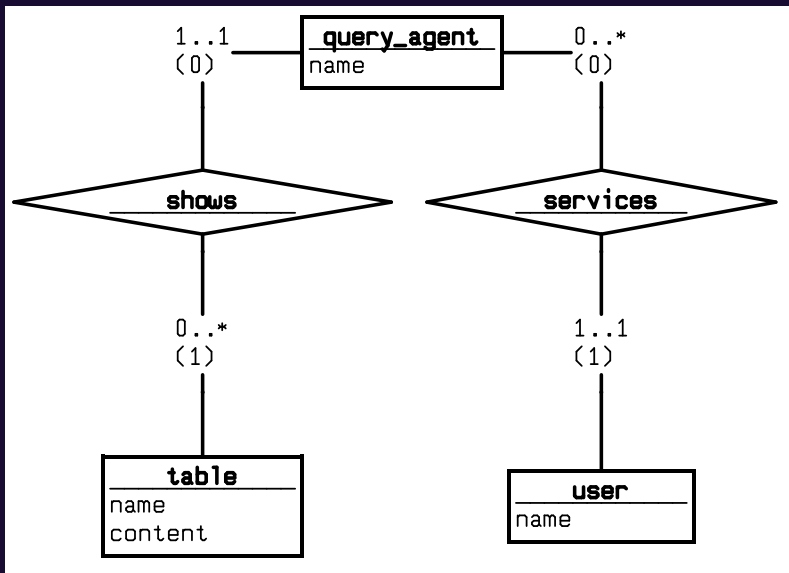 1..1 query_agent 0..*
(0) name (0)
shows services
0..* 1..1
(1) (1)
table
user
name
name
content